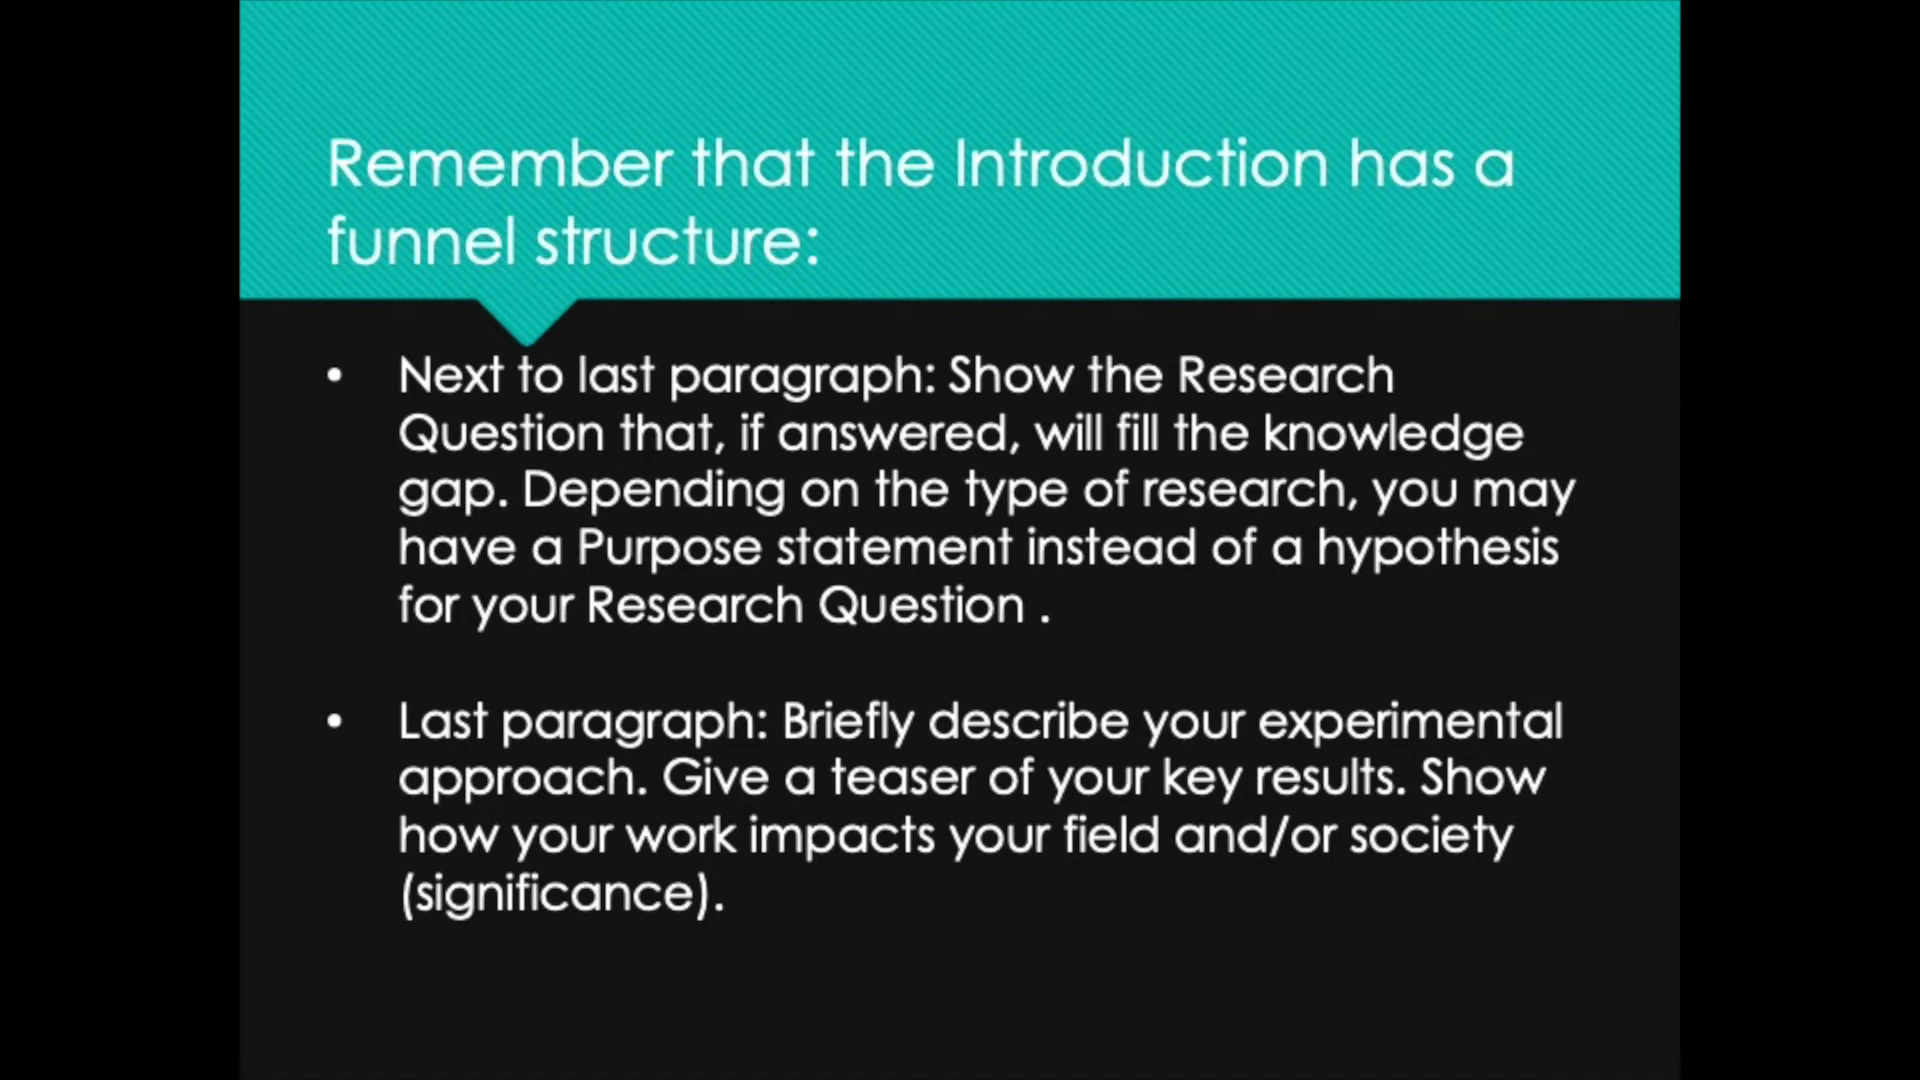 Remember that the Introduction has a
funnel structure:
• Next to last paragraph: Show the Research
Question that, if answered, will fill the knowledge
gap. Depending on the type of research, you may
have a Purpose statement instead of a hypothesis
for your Research Question .
• Last paragraph: Briefly describe your experimental
approach. Give a teaser of your key results. Show
how your work impacts your field and/or society
(significance).